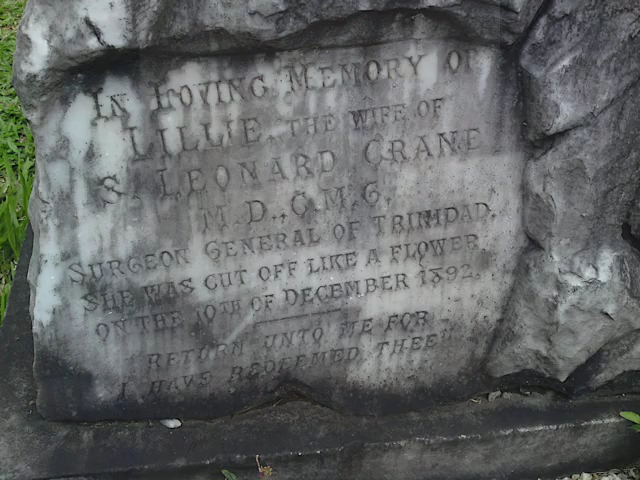 IN LOVING MEMORY OF
LILLIE, THE WIFE OF
S. LEONARD CRANE
M.D., C.M.G.
SURGEON GENERAL OF TRINIDAD.
SHE WAS CUT OFF LIKE A FLOWER
ON THE 10TH OF DECEMBER 1892.
"RETURN UNTO ME FOR
I HAVE REDEEMED THEE"